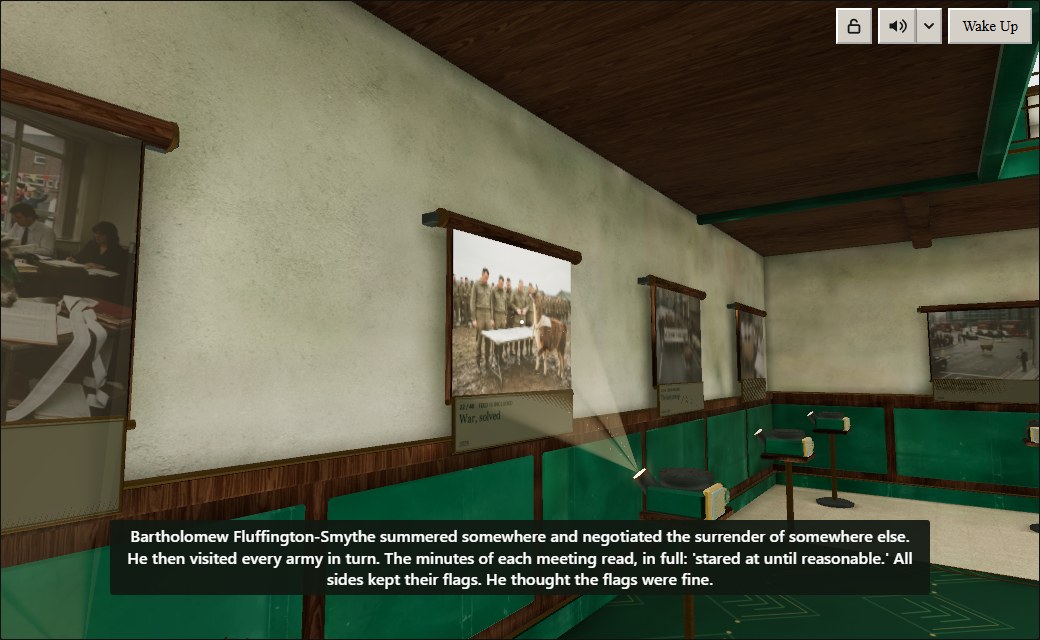 Wake Up
War, solved
Bartholomew Fluffington-Smythe summered somewhere and negotiated the surrender of somewhere else.
He then visited every army in turn. The minutes of each meeting read, in full: 'stared at until reasonable.' All
sides kept their flags. He thought the flags were fine.